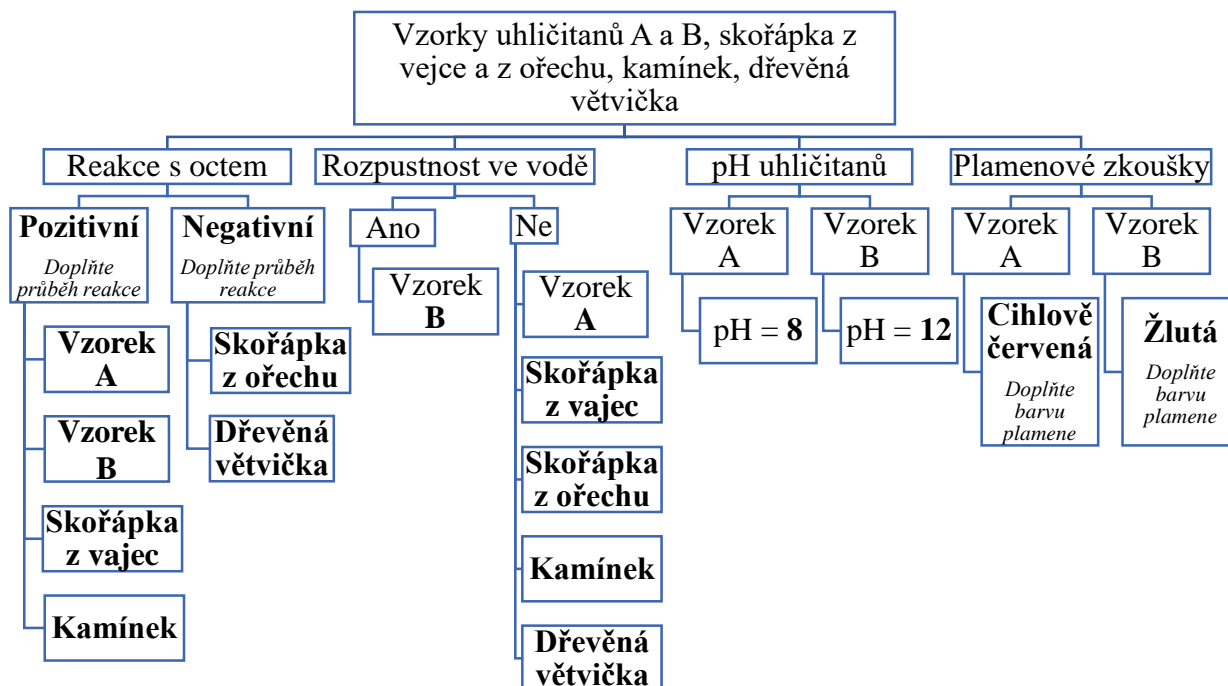 Vzorky uhličitanů A a B, skořápka z
vejce a z ořechu, kamínek, dřevěná
větvička
Reakce s octem
Pozitivní
Doplňte
průběh reakce
Vzorek
A
Vzorek
B
Skořápka
z vajec
Kamínek
Negativní
Doplňte průběh
reakce
Skořápka
z ořechu
Dřevěná
větvička
Rozpustnost ve vodě
Ano
Vzorek
B
Ne
Vzorek
A
Skořápka
z vajec
Skořápka
z ořechu
Kamínek
Dřevěná
větvička
pH uhličitanů
Vzorek
A
pH = 8
Vzorek
B
pH = 12
Plamenové zkoušky
Vzorek
A
Cihlově
červená
Doplňte
barvu
plamene
Vzorek
B
Žlutá
Doplňte
barvu
plamene